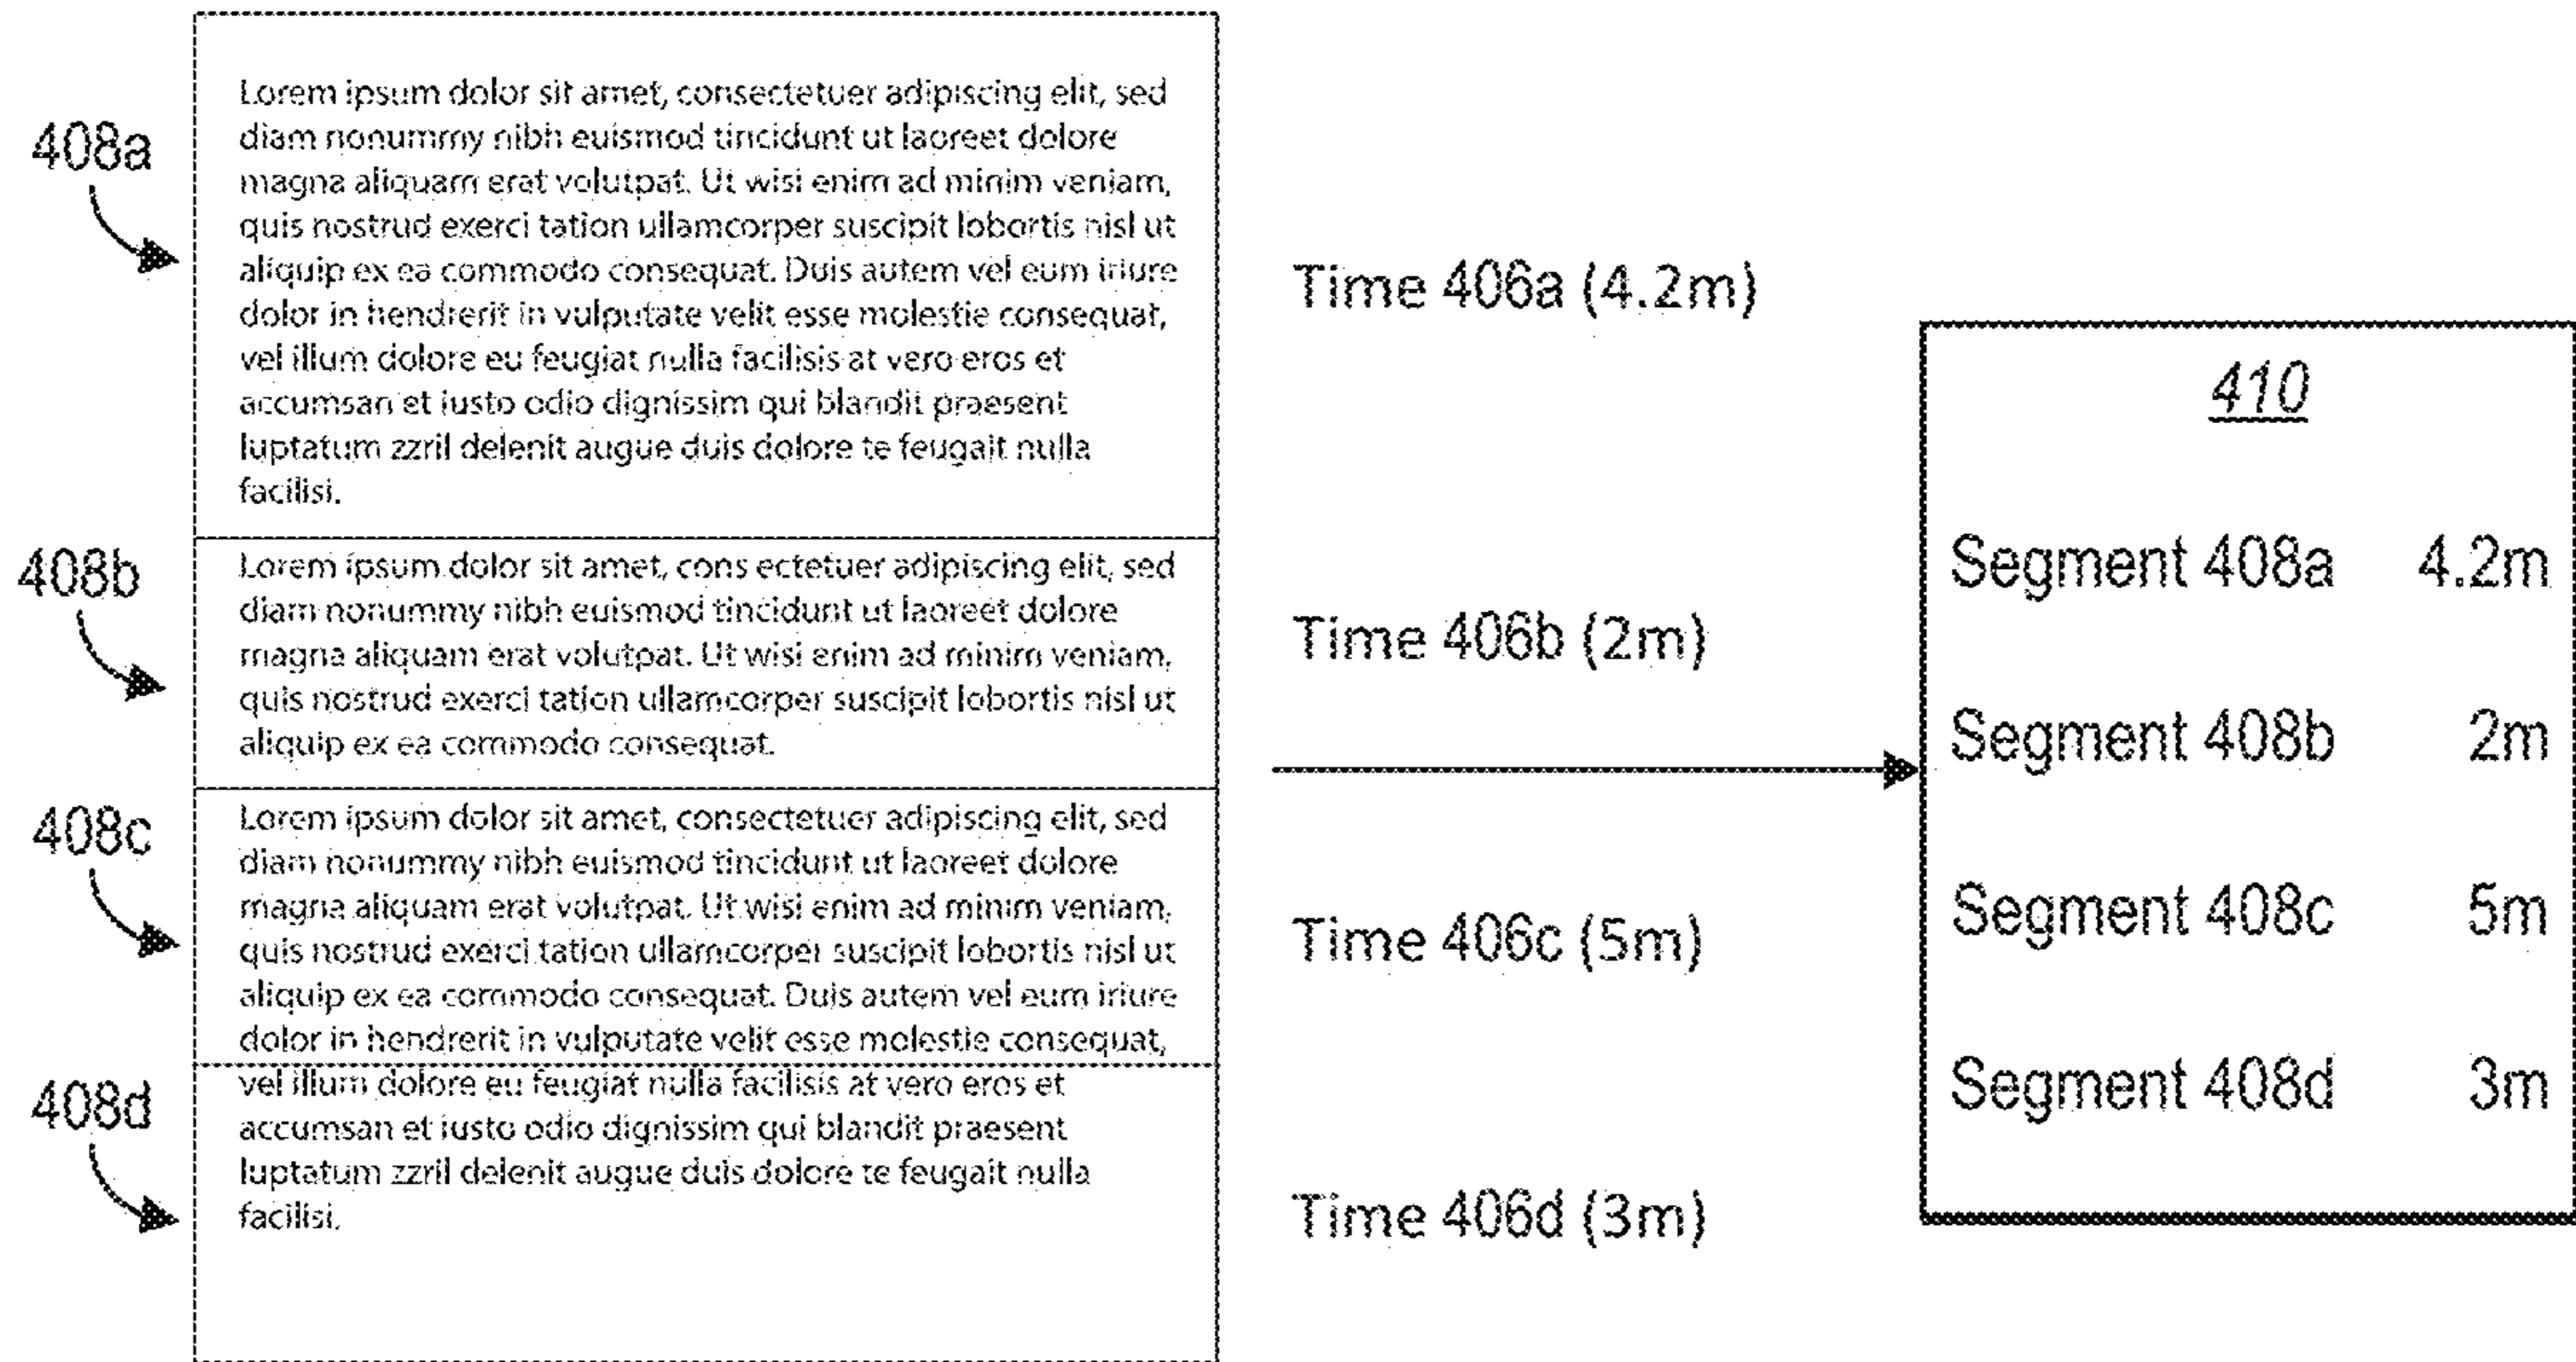 408a
Lorem ipsum dolor sit amet, consectetuer adipiscing elit, sed
diam nonummy nibh euismod tincidunt ut laoreet dolore
magna aliquam erat volutpat. Ut wisi enim ad minim veniam,
quis nostrud exerci tation ullamcorper suscipit lobortis nisl ut
aliquip ex ea commodo consequat. Duis autem vel eum iriure
dolor in hendrerit in vulputate velit esse molestie consequat,
vel illum dolore eu feugiat nulla facilisis at vero eros et
accumsan et iusto odio dignissim qui blandit praesent
luptatum zzril delenit augue duis dolore te feugait nulla
facilisi.
Time 406a (4.2m)
408b
Lorem ipsum dolor sit amet, cons ectetuer adipiscing elit, sed
diam nonummy nibh euismod tincidunt ut laoreet dolore
magna aliquam erat volutpat. Ut wisi enim ad minim veniam,
quis nostrud exerci tation ullamcorper suscipit lobortis nisl ut
aliquip ex ea commodo consequat.
Time 406b (2m)
408c
Lorem ipsum dolor sit amet, consectetuer adipiscing elit, sed
diam nonummy nibh euismod tincidunt ut laoreet dolore
magna aliquam erat volutpat. Ut wisi enim ad minim veniam,
quis nostrud exerci tation ullamcorper suscipit lobortis nisl ut
aliquip ex ea commodo consequat. Duis autem vel eum iriure
dolor in hendrerit in vulputate velit esse molestie consequat,
Time 406c (5m)
408d
vel illum dolore eu feugiat nulla facilisis at vero eros et
accumsan et iusto odio dignissim qui blandit praesent
luptatum zzril delenit augue duis dolore te feugait nulla
facilisi.
Time 406d (3m)
410
Segment 408a 4.2m
Segment 408b 2m
Segment 408c 5m
Segment 408d 3m